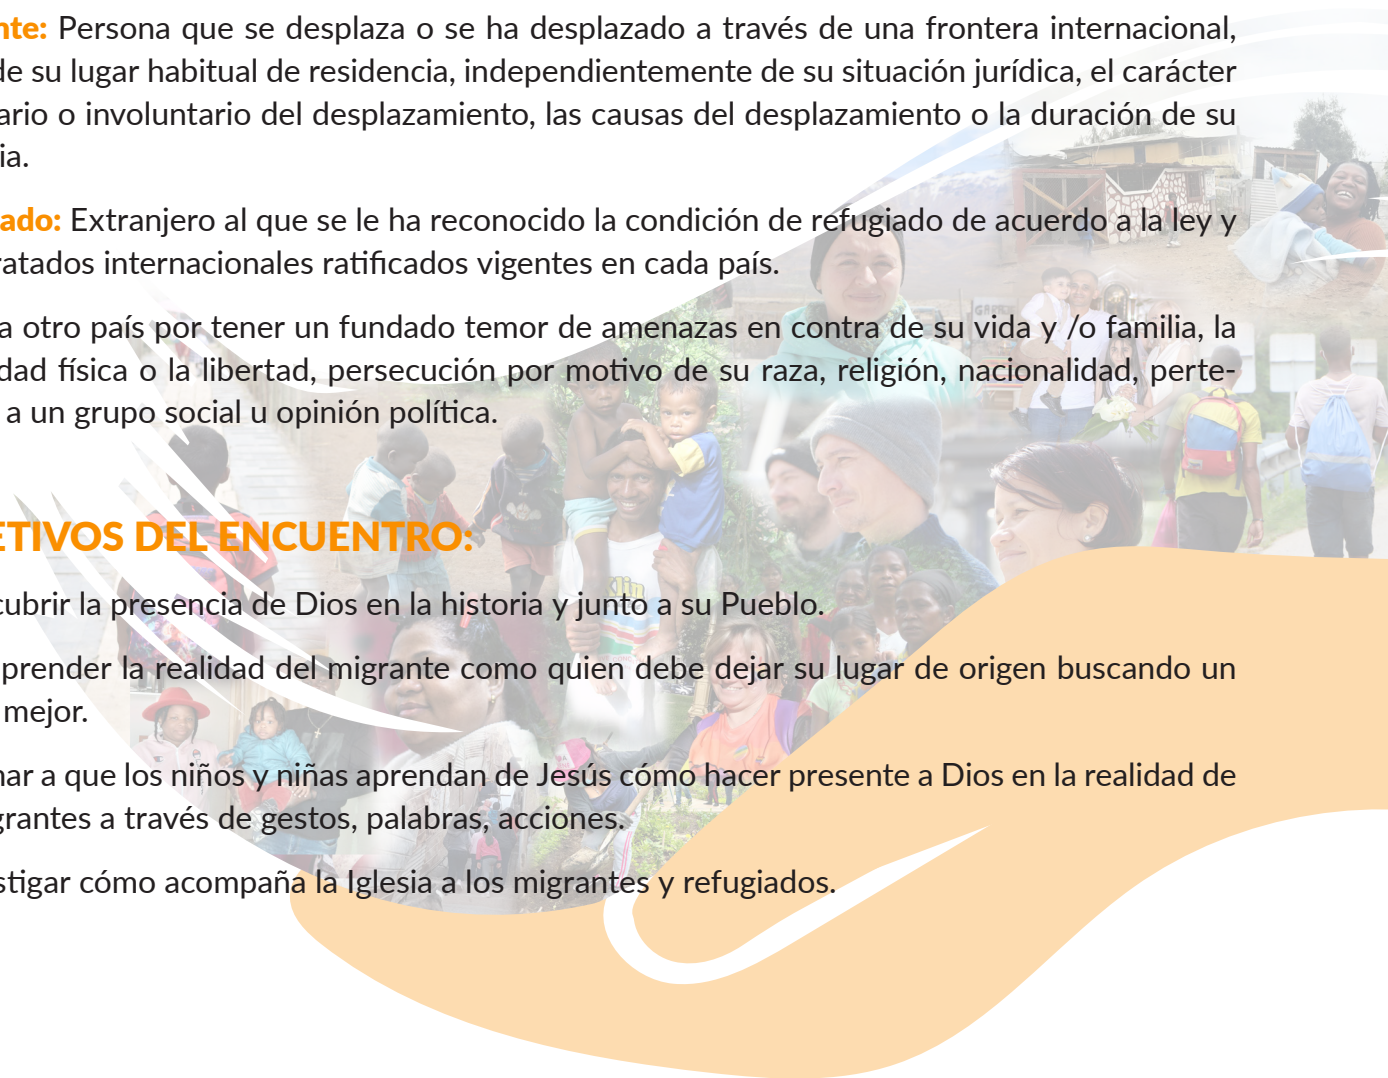 nte: Persona que se desplaza o se ha desplazado a través de una frontera internacional,
de su lugar habitual de residencia, independientemente de su situación jurídica, el carácter
ario o involuntario del desplazamiento, las causas del desplazamiento o la duración de su
ia.
ado: Extranjero al que se le ha reconocido la condición de refugiado de acuerdo a la ley y
ratados internacionales ratificados vigentes en cada país.
a otro país por tener un fundado temor de amenazas en contra de su vida y /o familia, la
dad física o la libertad, persecución por motivo de su raza, religión, nacionalidad, perte-
a un grupo social u opinión política.
ETIVOS DEL ENCUENTRO:
cubrir la presencia de Dios en la historia y junto a su Pueblo.
prender la realidad del migrante como quien debe dejar su lugar de origen buscando un
mejor.
nar a que los niños y niñas aprendan de Jesús cómo hacer presente a Dios en la realidad de
grantes a través de gestos, palabras, acciones.
stigar cómo acompaña la Iglesia a los migrantes y refugiados.